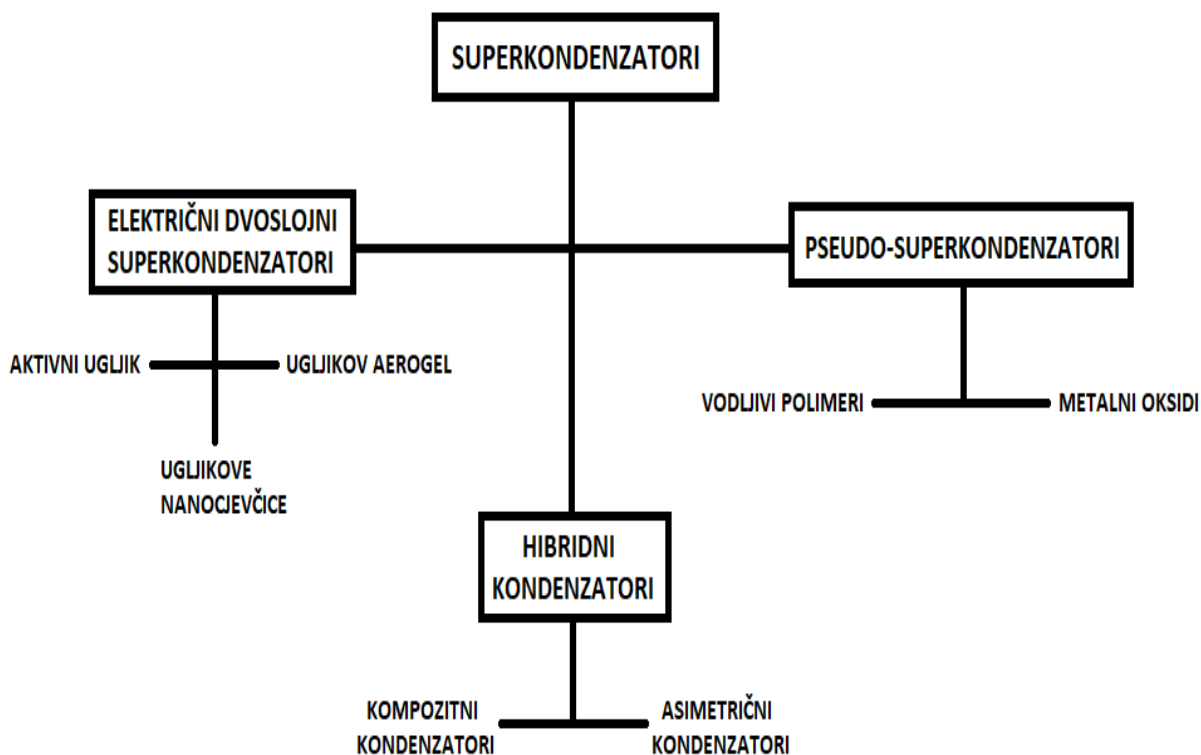 SUPERKONDENZATORI
ELEKTRIČNI DVOSLOJNI
SUPERKONDENZATORI
PSEUDO-SUPERKONDENZATORI
AKTIVNI UGLJIK
UGLJIKOV AEROGEL
UGLJIKOVE
NANOCJEVČICE
VODLJIVI POLIMERI
METALNI OKSIDI
HIBRIDNI
KONDENZATORI
KOMPOZITNI
KONDENZATORI
ASIMETRIČNI
KONDENZATORI